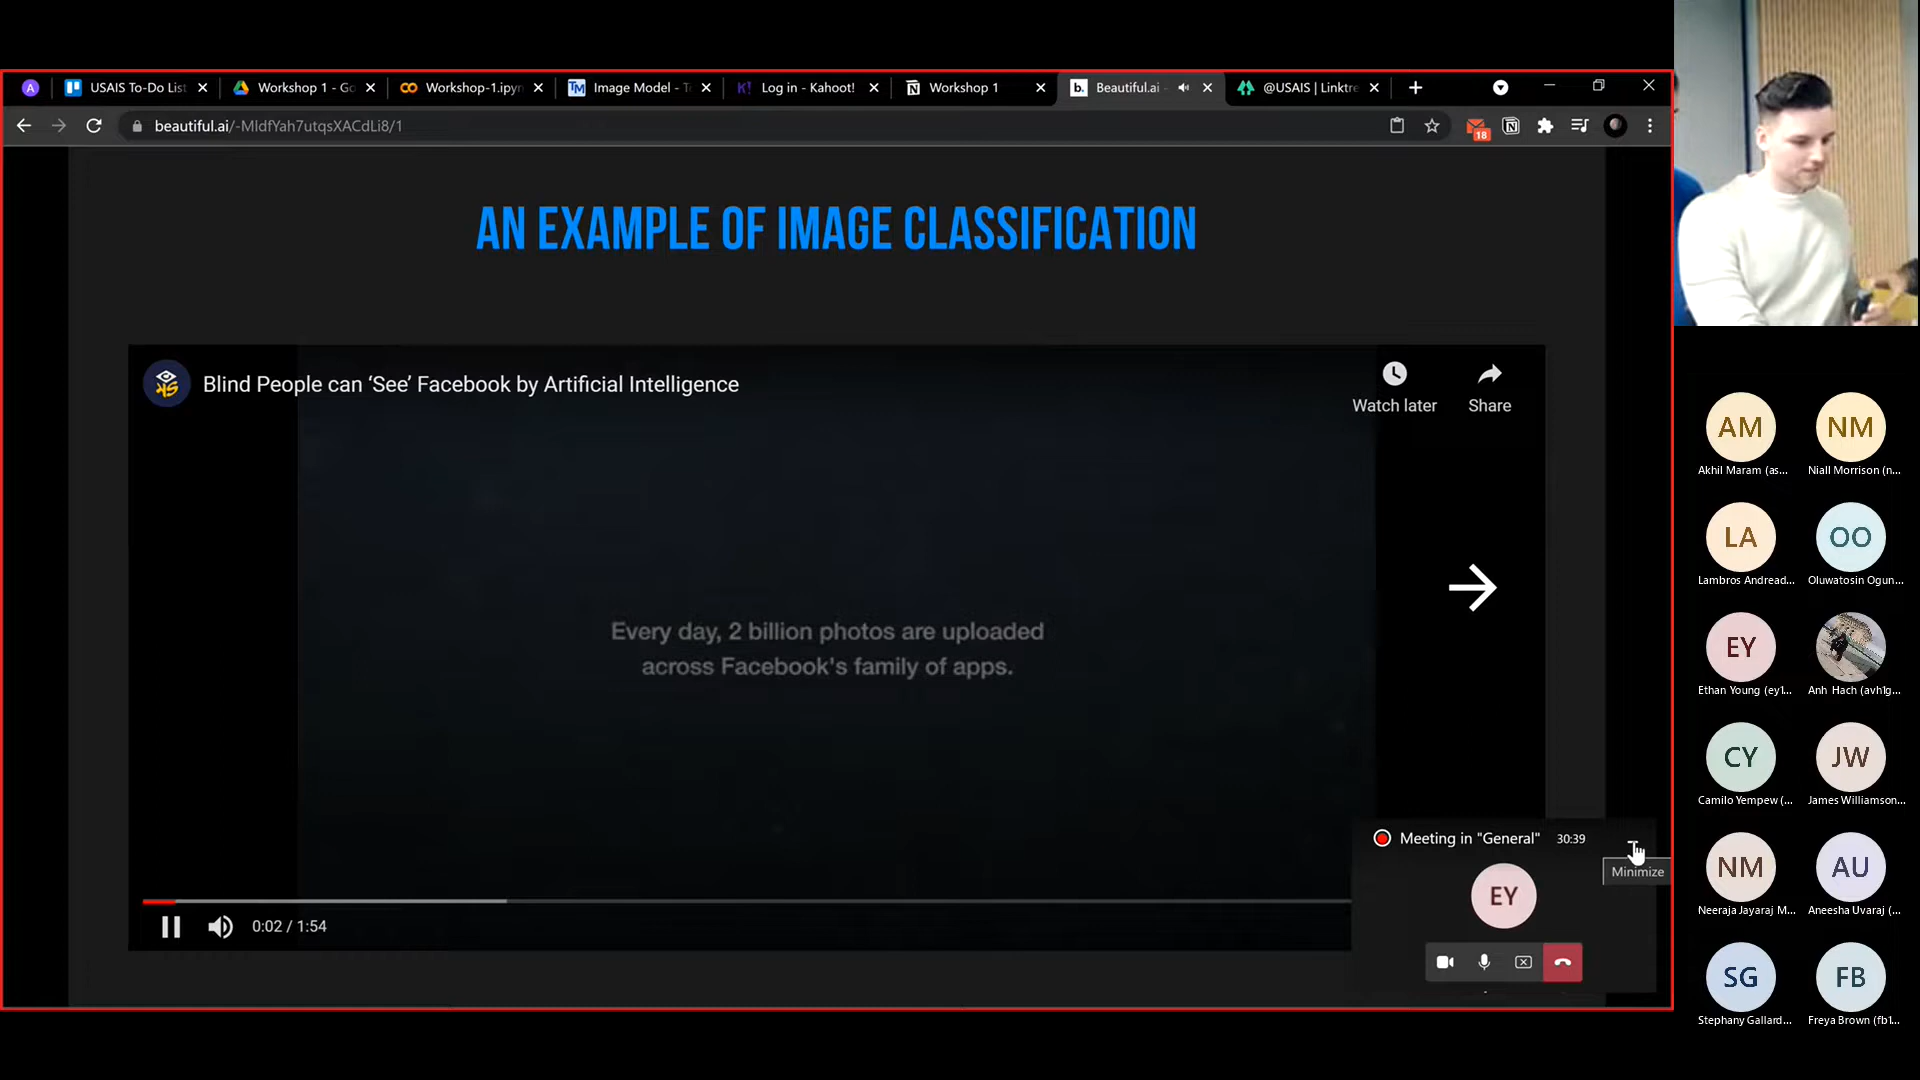 A
USAIS To-Do List
Workshop 1 - Go
Workshop-1.ipyn
TM
Image Model - T
K!
Log in - Kahoot!
Workshop 1
b.
Beautiful.ai -
@USAIS | Linktre
beautiful.ai/-MldfYah7utqsXACdLi8/1
18
AN EXAMPLE OF IMAGE CLASSIFICATION
Blind People can ‘See’ Facebook by Artificial Intelligence
Watch later
Share
Every day, 2 billion photos are uploaded
across Facebook's family of apps.
0:02 / 1:54
Meeting in "General"
30:39
Minimize
EY
AM
NM
Akhil Maram (as...
Niall Morrison (n...
LA
OO
Lambros Andread...
Oluwatosin Ogun...
EY
Ethan Young (ey1...
Anh Hach (avh1g...
CY
JW
Camilo Yempew (...
James Williamson...
NM
AU
Neeraja Jayaraj M...
Aneesha Uvaraj (...
SG
FB
Stephany Gallard...
Freya Brown (fb1...